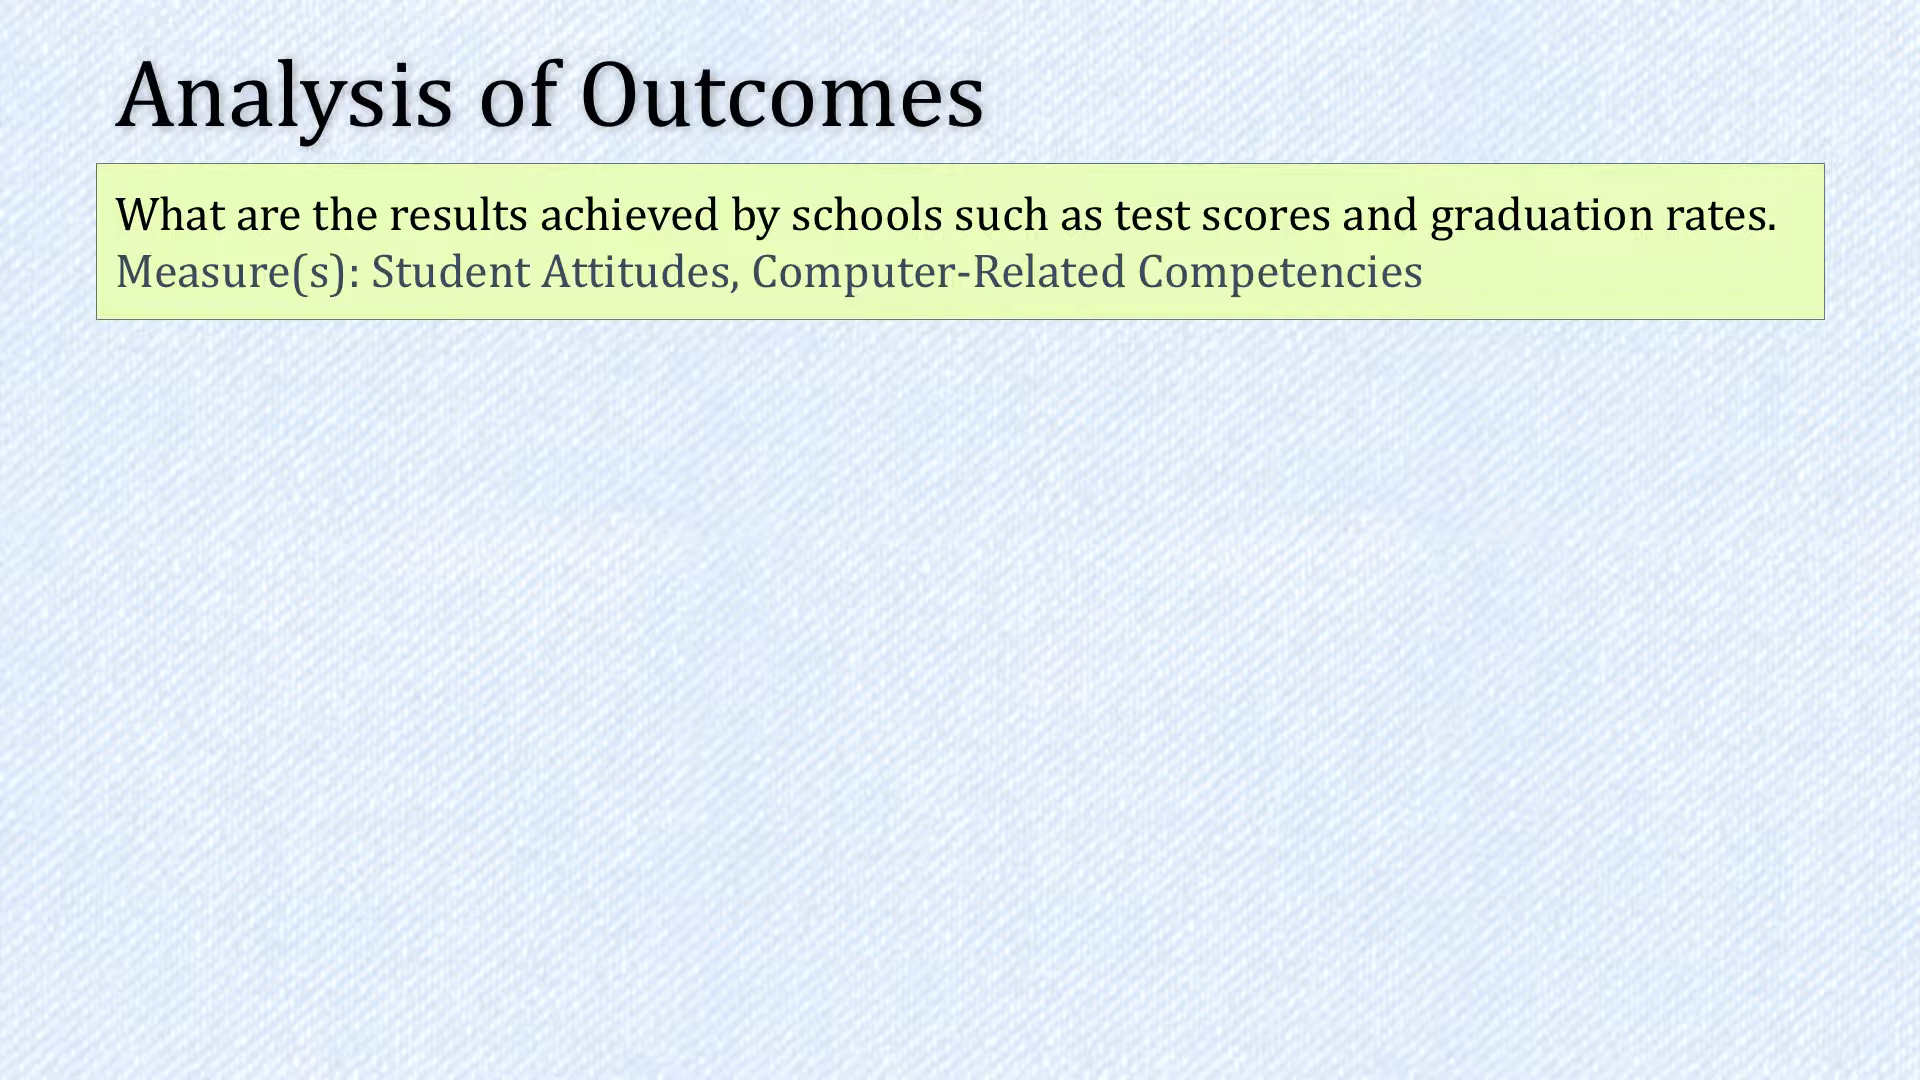 Analysis of Outcomes
What are the results achieved by schools such as test scores and graduation rates.
Measure(s): Student Attitudes, Computer-Related Competencies